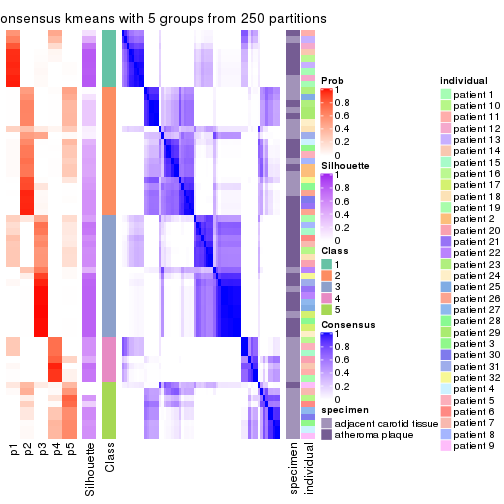 onsensus kmeans with 5 groups from 250 partitions
Prob
1
0.8
0.6
0.4
0.2
0
Silhouette
1
0.8
0.6
0.4
0.2
0
Class
1
2
3
4
5
Consensus
1
0.8
0.6
0.4
0.2
0
specimen
adjacent carotid tissue
atheroma plaque
individual
patient 1
patient 10
patient 11
patient 12
patient 13
patient 14
patient 15
patient 16
patient 17
patient 18
patient 19
patient 2
patient 20
patient 21
patient 22
patient 23
patient 24
patient 25
patient 26
patient 27
patient 28
patient 29
patient 3
patient 30
patient 31
patient 32
patient 4
patient 5
patient 6
patient 7
patient 8
patient 9
p1
p2
p3
p4
p5
Silhouette
Class
specimen
individual